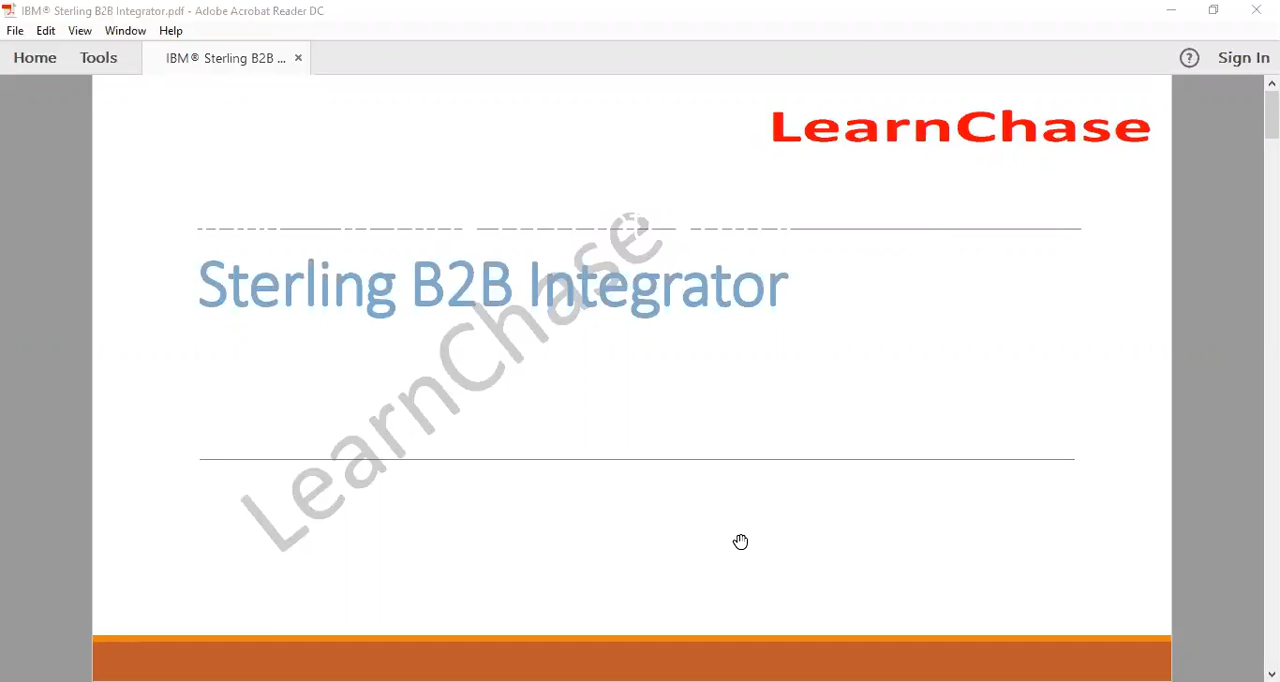 IBM® Sterling B2B Integrator.pdf - Adobe Acrobat Reader DC
File Edit View Window Help
Home Tools IBM® Sterling B2B ... × ? Sign In
LearnChase
Sterling B2B Integrator
LearnChase